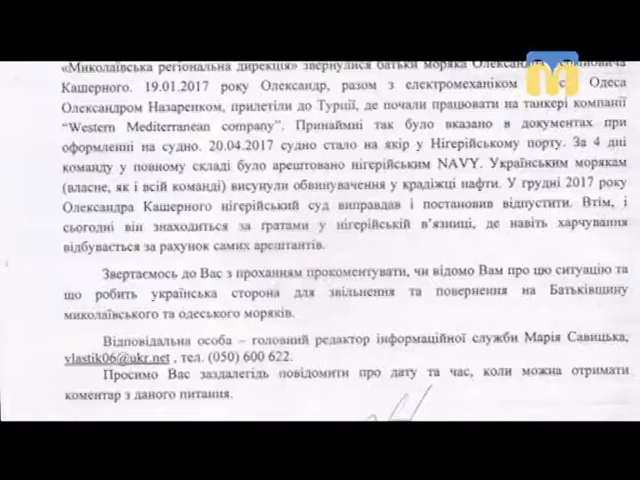 «Миколаївська регіональна дирекція» звернулися батьки моряка
Кашерного. 19.01.2017 року Олександр, разом з електромеханіком Одеса
Олександром Назаренком, прилетіли до Турції, де почали працювати на танкері компанії
“Western Mediterranean company”. Принаймні так було вказано в документах при
оформленні на судно. 20.04.2017 судно стало на якір у Нігерійському порту. За 4 дні
команду у повному складі було арештовано нігерійським NAVY. Українським морякам
(власне, як і всій команді) висунули обвинувачення у крадіжці нафти. У грудні 2017 року
Олександра Кашерного нігерійський суд виправдав і постановив відпустити. Втім, і
сьогодні він знаходиться за ґратами у нігерійській в’язниці, де навіть харчування
відбувається за рахунок самих арештантів.
Звертаємось до Вас з проханням прокоментувати, чи відомо Вам про цю ситуацію та
що робить українська сторона для звільнення та повернення на Батьківщину
миколаївського та одеського моряків.
Відповідальна особа – головний редактор інформаційної служби Марія Савицька,
vlastik06@ukr.net , тел. (050) 600 622.
Просимо Вас заздалегідь повідомити про дату та час, коли можна отримати
коментар з даного питання.